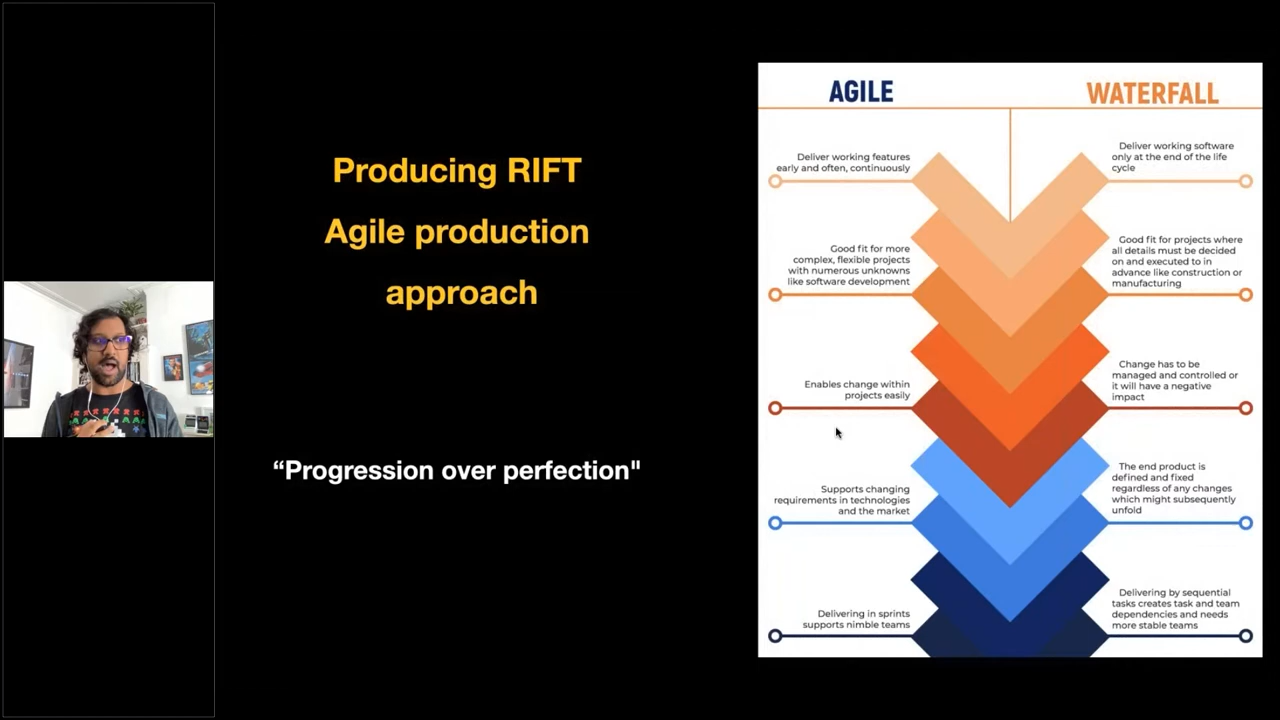 Producing RIFT
Agile production
approach
“Progression over perfection"
AGILE
WATERFALL
Deliver working features
early and often, continuously
Deliver working software
only at the end of the life
cycle
Good fit for more
complex, flexible projects
with numerous unknowns
like software development
Good fit for projects where
all details must be decided
on and executed to in
advance like construction or
manufacturing
Enables change within
projects easily
Change has to be
managed and controlled or
it will have a negative
impact
Supports changing
requirements in technologies
and the market
The end product is
defined and fixed
regardless of any changes
which might subsequently
unfold
Delivering in sprints
supports nimble teams
Delivering by sequential
tasks creates task and team
dependencies and needs
more stable teams